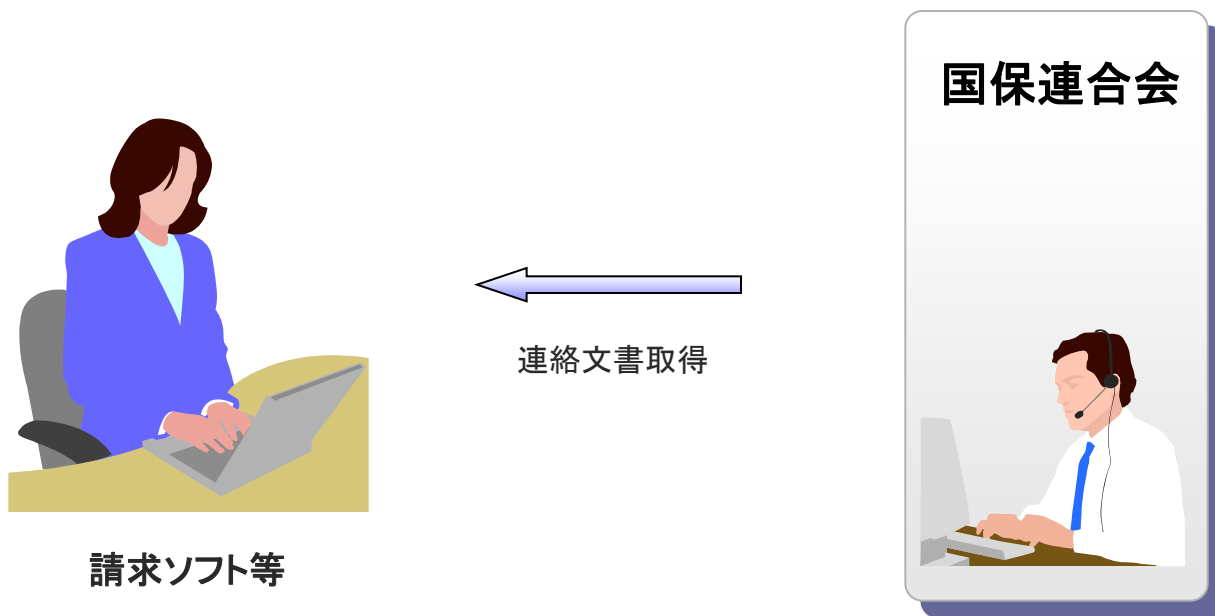 国保連合会
連絡文書取得
請求ソフト等